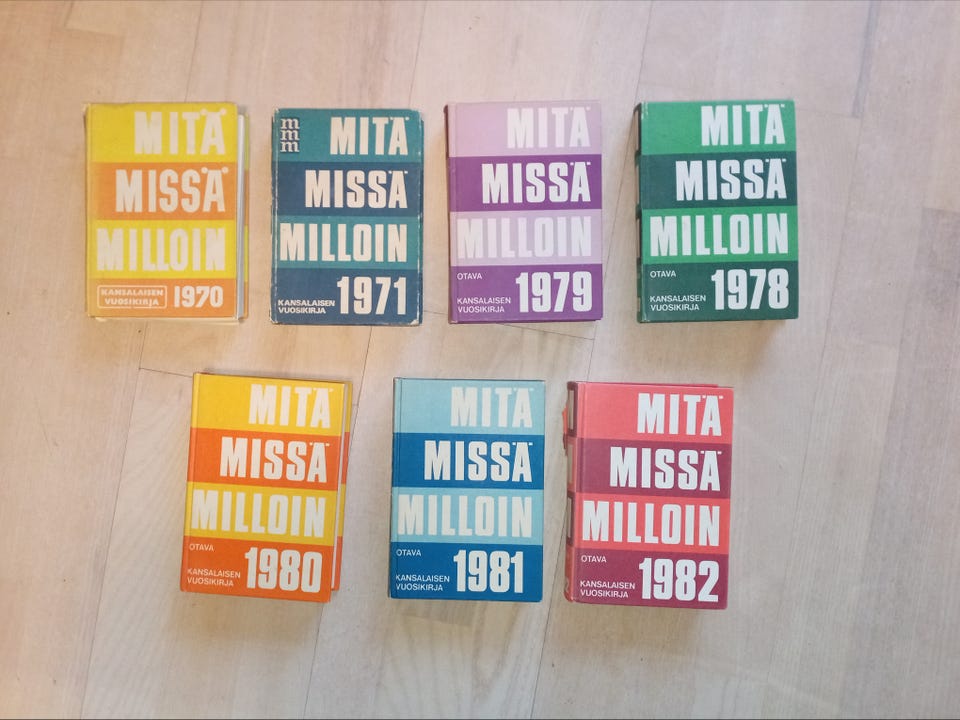 MITÄ
MISSÄ
MILLOIN
KANSALAISEN
VUOSIKIRJA
1970
m
m
m
MITÄ
MISSÄ
MILLOIN
KANSALAISEN
VUOSIKIRJA
1971
MITÄ
MISSÄ
MILLOIN
OTAVA
KANSALAISEN
VUOSIKIRJA
1979
MITÄ
MISSÄ
MILLOIN
OTAVA
KANSALAISEN
VUOSIKIRJA
1978
MITÄ
MISSÄ
MILLOIN
OTAVA
KANSALAISEN
VUOSIKIRJA
1980
MITÄ
MISSÄ
MILLOIN
OTAVA
KANSALAISEN
VUOSIKIRJA
1981
MITÄ
MISSÄ
MILLOIN
OTAVA
KANSALAISEN
VUOSIKIRJA
1982